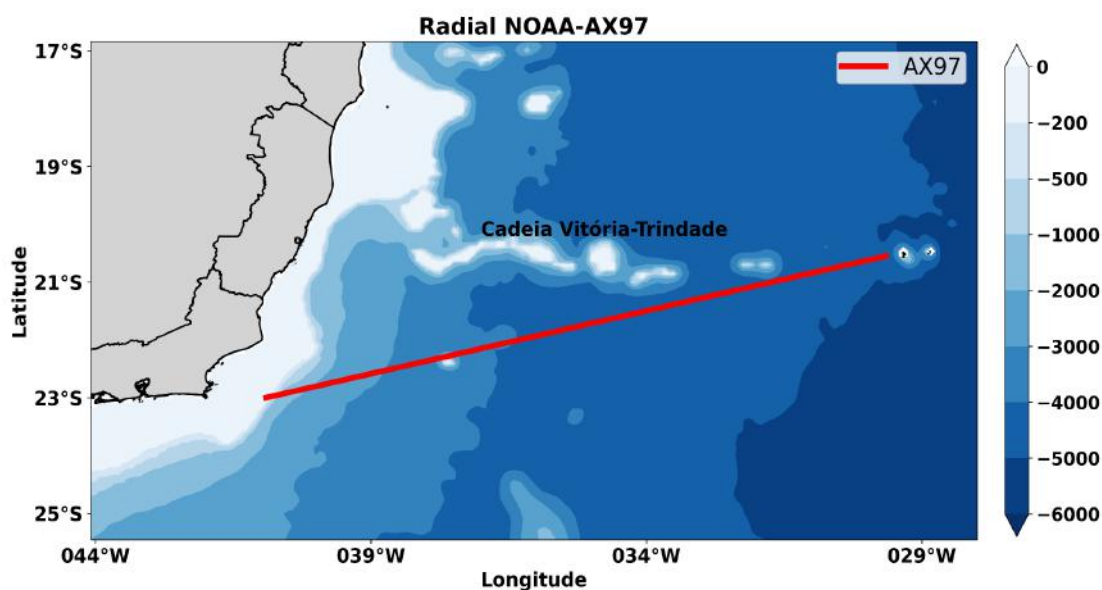 Radial NOAA-AX97
17°S
19°S
21°S
23°S
25°S
Latitude
AX97
Cadeia Vitória-Trindade
044°W
039°W
034°W
029°W
Longitude
0
−200
−500
−1000
−2000
−3000
−4000
−5000
−6000